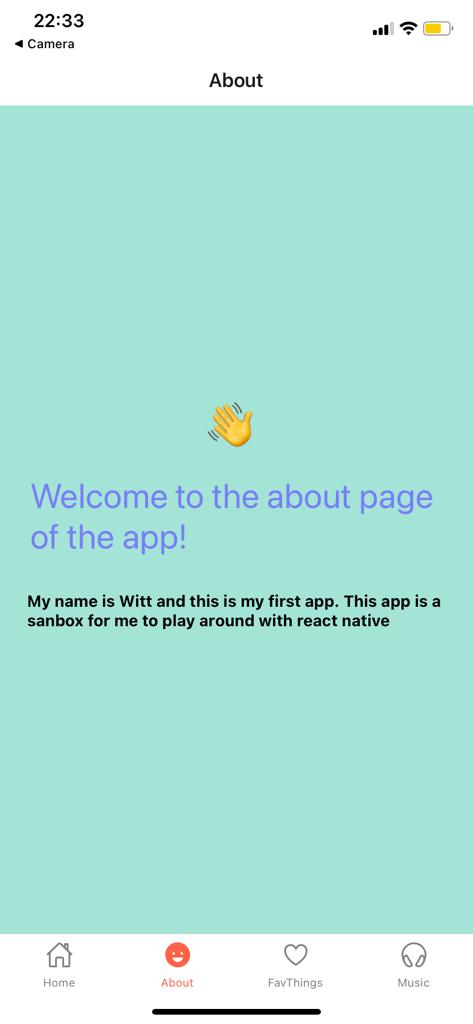 22:33
◀ Camera
About
👋
Welcome to the about page
of the app!
My name is Witt and this is my first app. This app is a
sanbox for me to play around with react native
Home
About
FavThings
Music